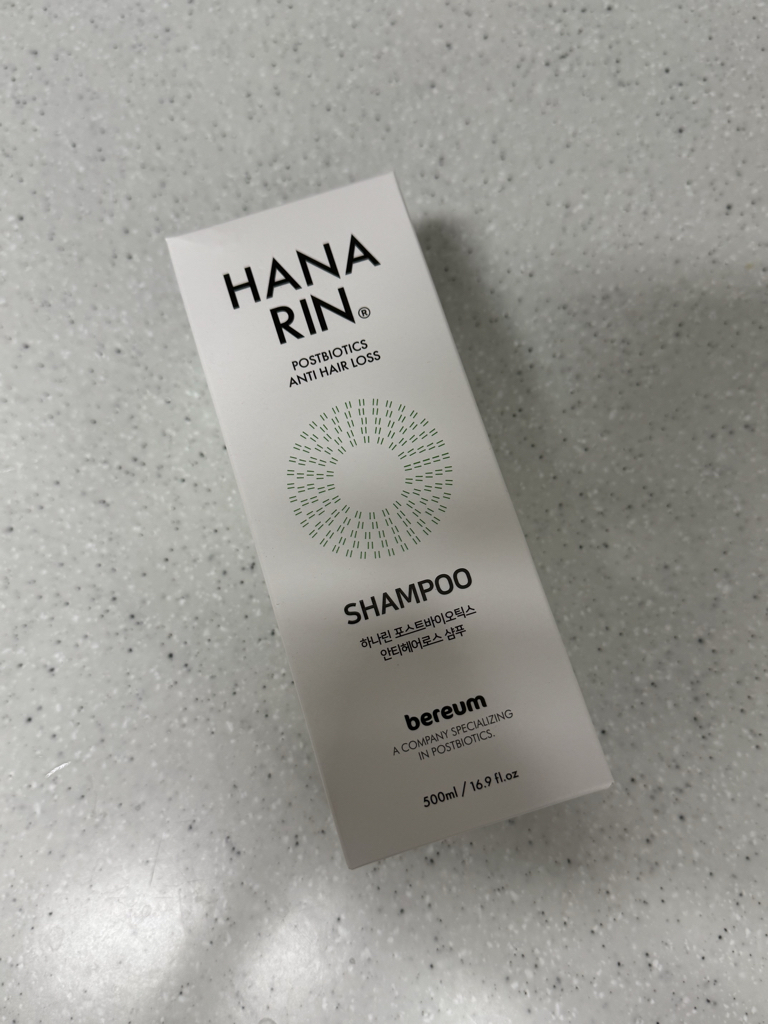 HANA
RIN®
POSTBIOTICS
ANTI HAIR LOSS
SHAMPOO
하나린 포스트바이오틱스
안티헤어로스 샴푸
bereum
A COMPANY SPECIALIZING
IN POSTBIOTICS.
500ml / 16.9 fl.oz